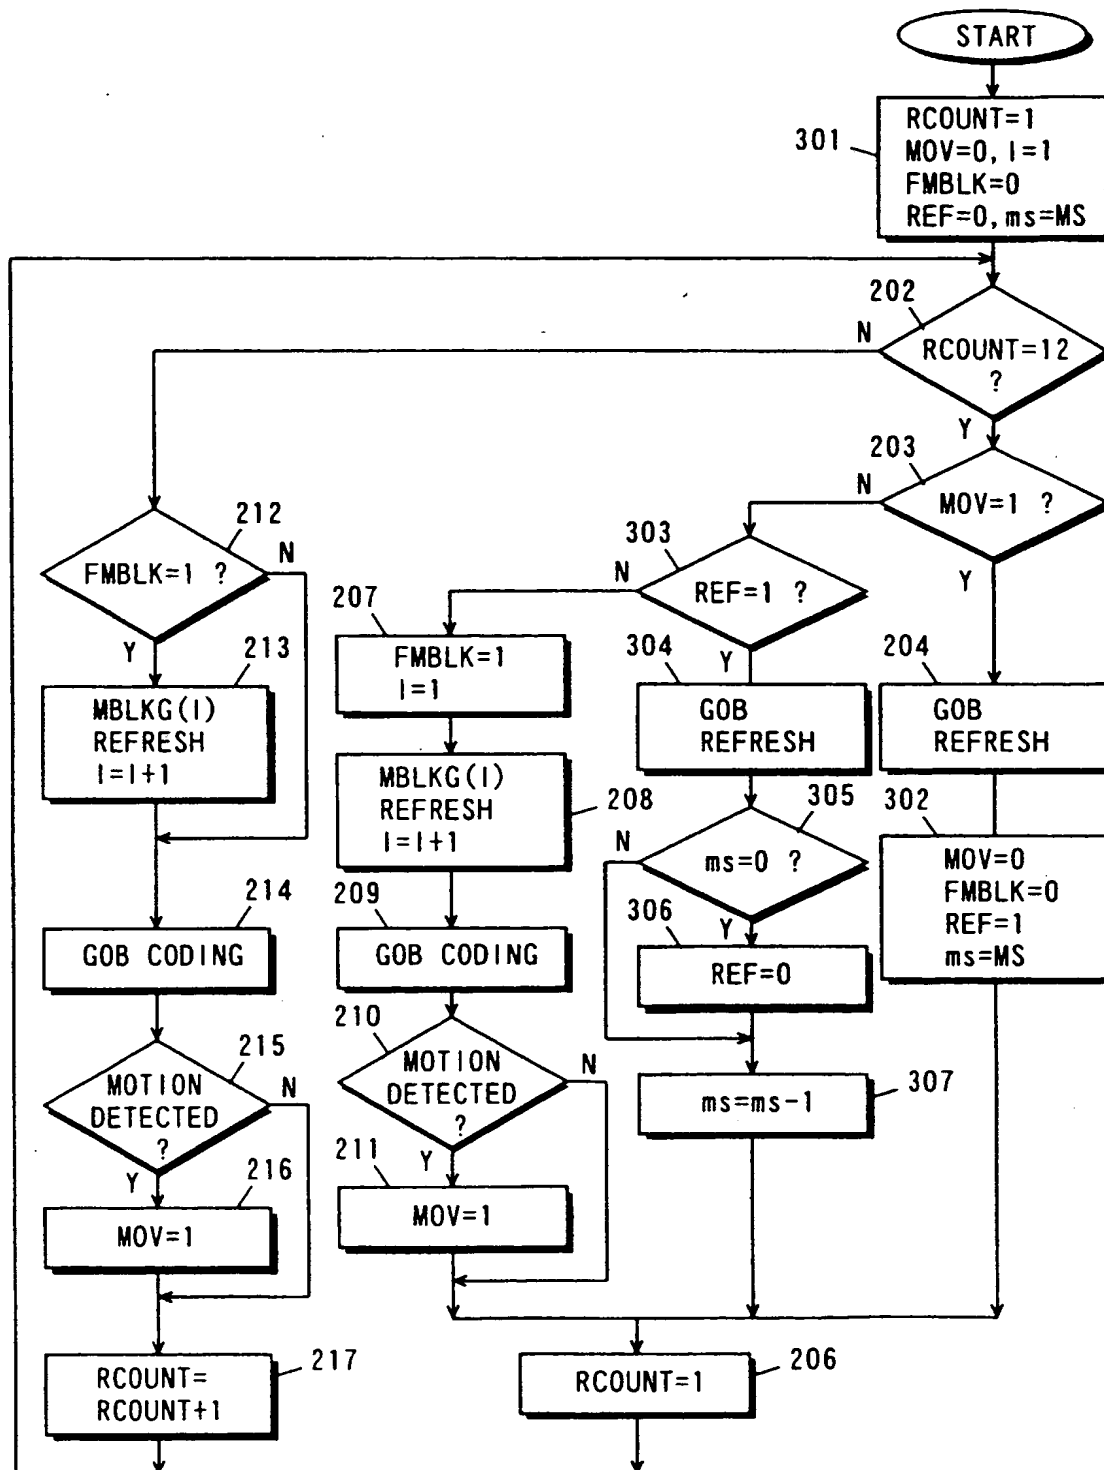 START
301
RCOUNT=1
MOV=0, I=1
FMBLK=0
REF=0, ms=MS
202
N
RCOUNT=12
?
Y
203
N
MOV=1 ?
Y
212
FMBLK=1 ?
N
Y
303
N
REF=1 ?
Y
207
FMBLK=1
I=1
213
MBLKG(I)
REFRESH
I=I+1
304
GOB
REFRESH
204
GOB
REFRESH
MBLKG(I)
REFRESH
I=I+1
208
305
N
ms=0 ?
Y
302
MOV=0
FMBLK=0
REF=1
ms=MS
214
GOB CODING
209
GOB CODING
306
REF=0
215
MOTION
DETECTED
?
N
Y
210
MOTION
DETECTED
?
N
Y
ms=ms-1
307
216
MOV=1
211
MOV=1
RCOUNT=
RCOUNT+1
217
RCOUNT=1
206